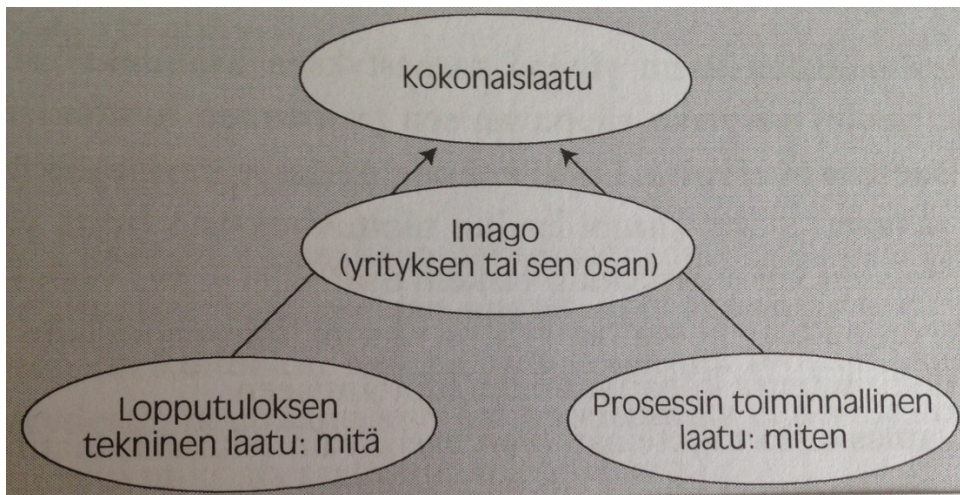 Kokonaislaatu
Imago
(yrityksen tai sen osan)
Lopputuloksen
tekninen laatu: mitä
Prosessin toiminnallinen
laatu: miten